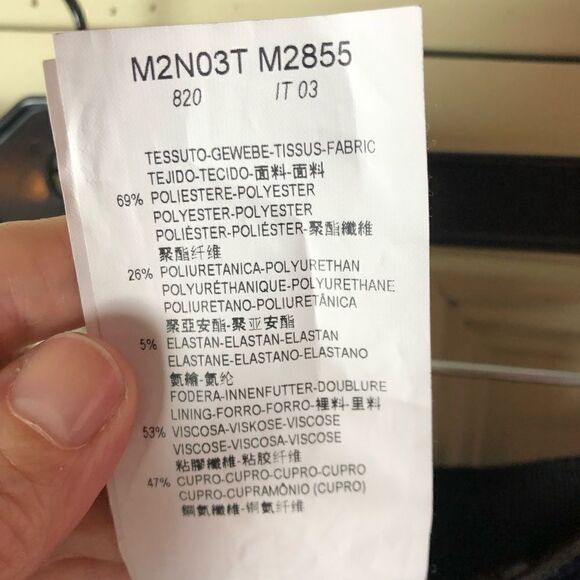 M2N03T M2855
820 IT 03
TESSUTO-GEWEBE-TISSUS-FABRIC
TEJIDO-TECIDO-面料-面料
69% POLIESTERE-POLYESTER
POLYESTER-POLYESTER
POLIÉSTER-POLIÉSTER-聚酯纖維
聚酯纤维
26% POLIURETANICA-POLYURETHAN
POLYURÉTHANIQUE-POLYURETHANE
POLIURETANO-POLIURETÂNICA
聚亞安酯-聚亚安酯
5% ELASTAN-ELASTAN-ELASTAN
ELASTANE-ELASTANO-ELASTANO
氨綸-氨纶
FODERA-INNENFUTTER-DOUBLURE
LINING-FORRO-FORRO-裡料-里料
53% VISCOSA-VISKOSE-VISCOSE
VISCOSE-VISCOSA-VISCOSE
粘膠纖維-粘胶纤维
47% CUPRO-CUPRO-CUPRO-CUPRO
CUPRO-CUPRAMÔNIO (CUPRO)
銅氨纖維-铜氨纤维